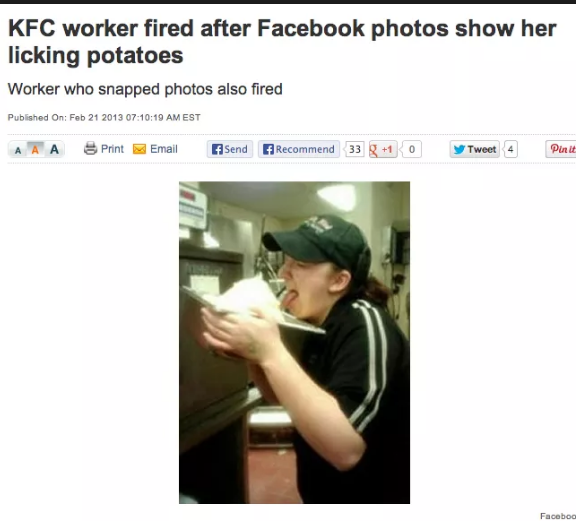 KFC worker fired after Facebook photos show her
licking potatoes
Worker who snapped photos also fired
Published On: Feb 21 2013 07:10:19 AM EST
A A A Print Email Send Recommend 33 +1 0 Tweet 4 Pin it
Faceboo